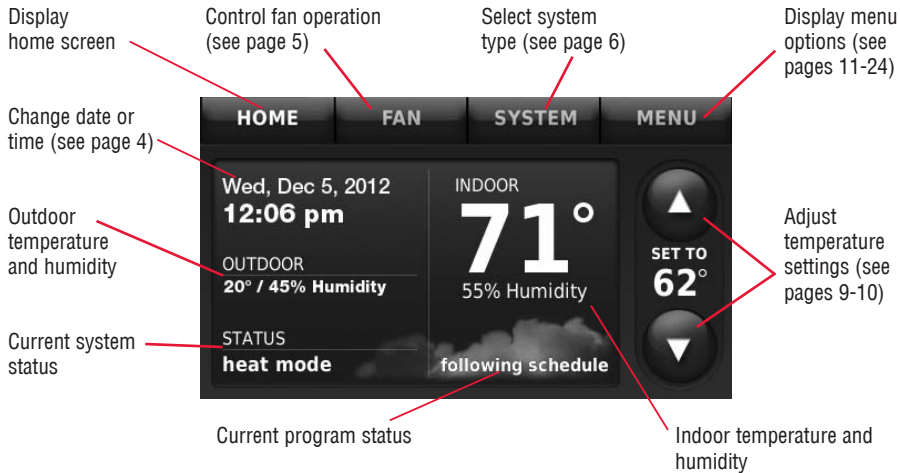 Display
home screen
Control fan operation
(see page 5)
Select system
type (see page 6)
Display menu
options (see
pages 11-24)
Change date or
time (see page 4)
Outdoor
temperature
and humidity
Current system
status
HOME
FAN
SYSTEM
MENU
Wed, Dec 5, 2012
12:06 pm
OUTDOOR
20° / 45% Humidity
STATUS
heat mode
INDOOR
71°
55% Humidity
following schedule
SET TO
62°
Adjust
temperature
settings (see
pages 9-10)
Current program status
Indoor temperature and
humidity